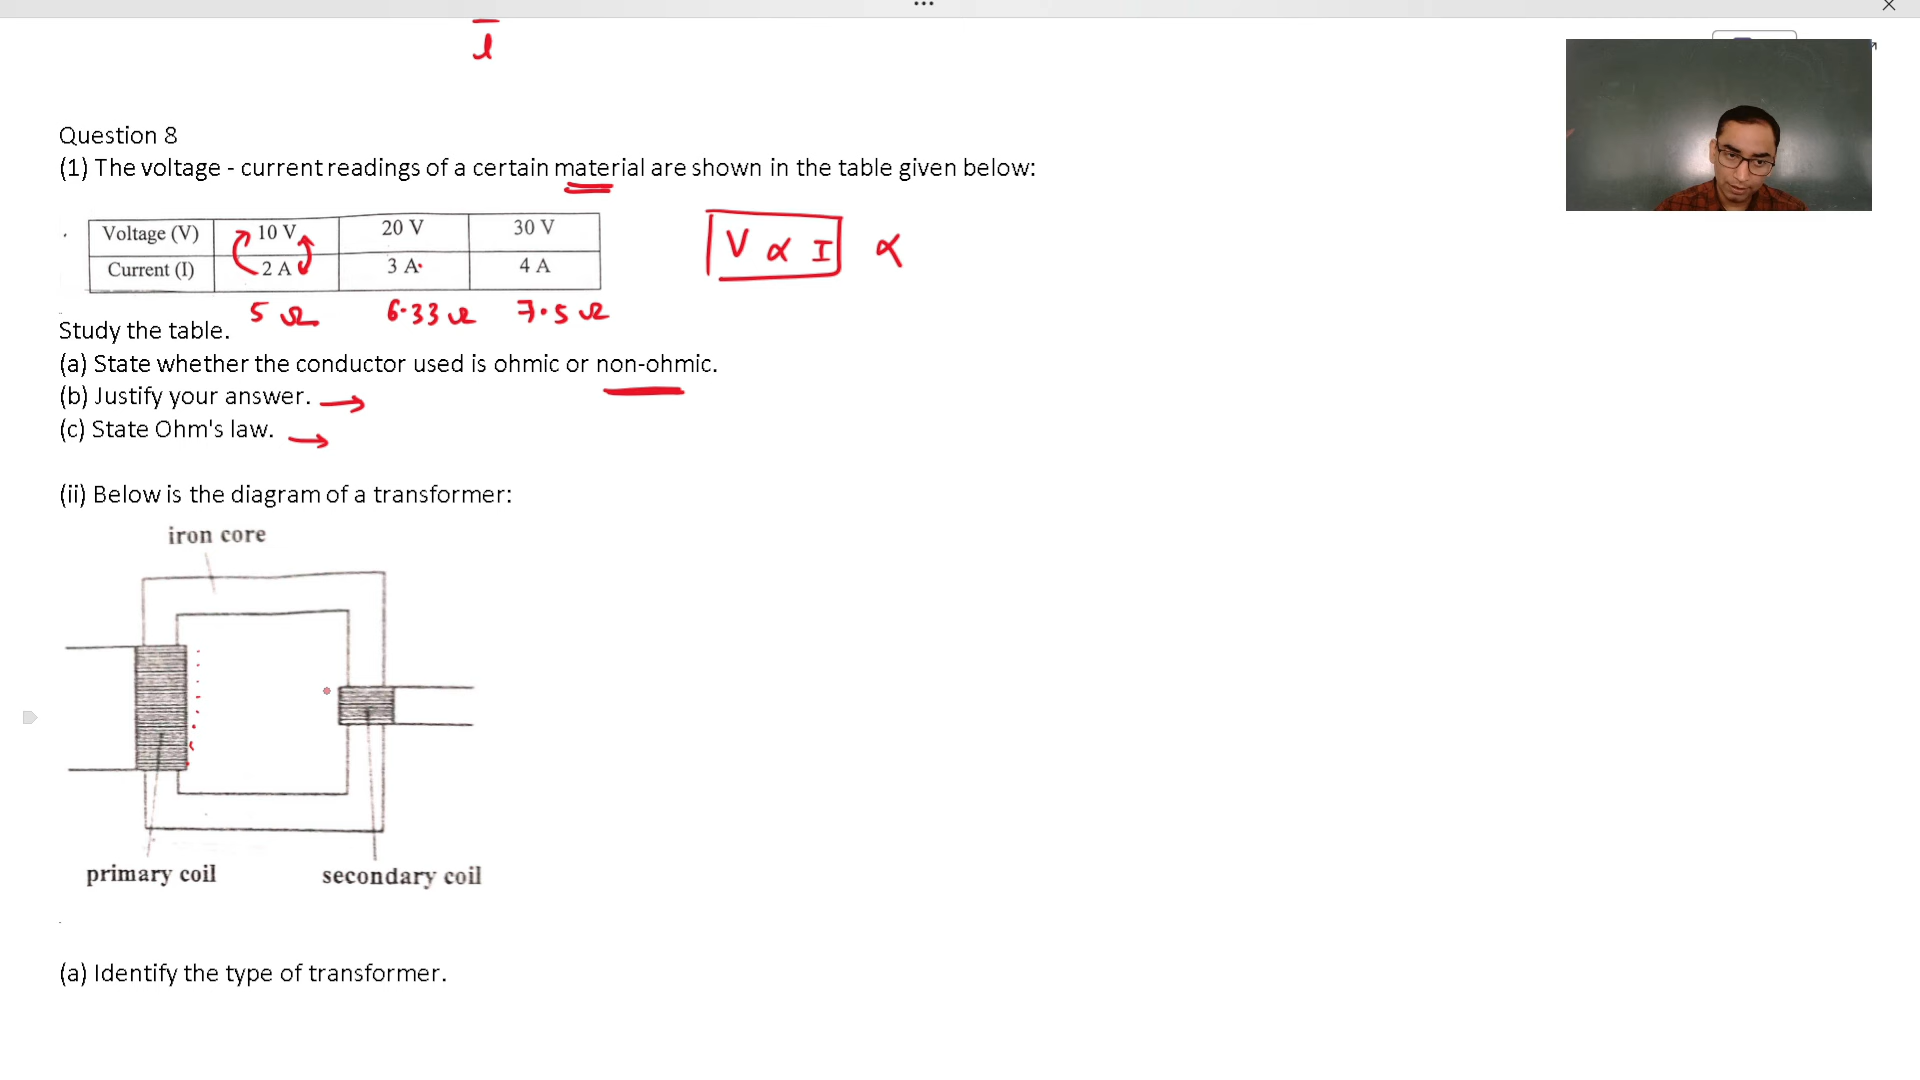 l
Question 8
(1) The voltage - current readings of a certain material are shown in the table given below:
Voltage (V) 10 V 20 V 30 V
Current (I) 2 A 3 A 4 A
V ∝ I ∝
5 Ω 6.33 Ω 7.5 Ω
Study the table.
(a) State whether the conductor used is ohmic or non-ohmic.
(b) Justify your answer. →
(c) State Ohm's law. →
(ii) Below is the diagram of a transformer:
iron core
primary coil secondary coil
(a) Identify the type of transformer.